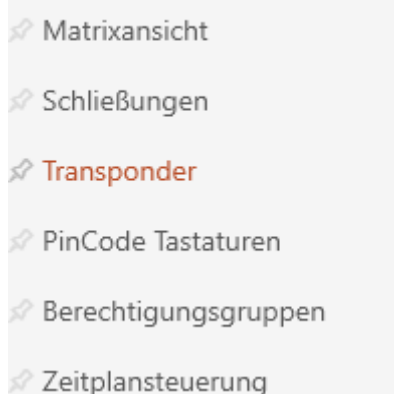 Matrixansicht
Schließungen
Transponder
PinCode Tastaturen
Berechtigungsgruppen
Zeitplansteuerung